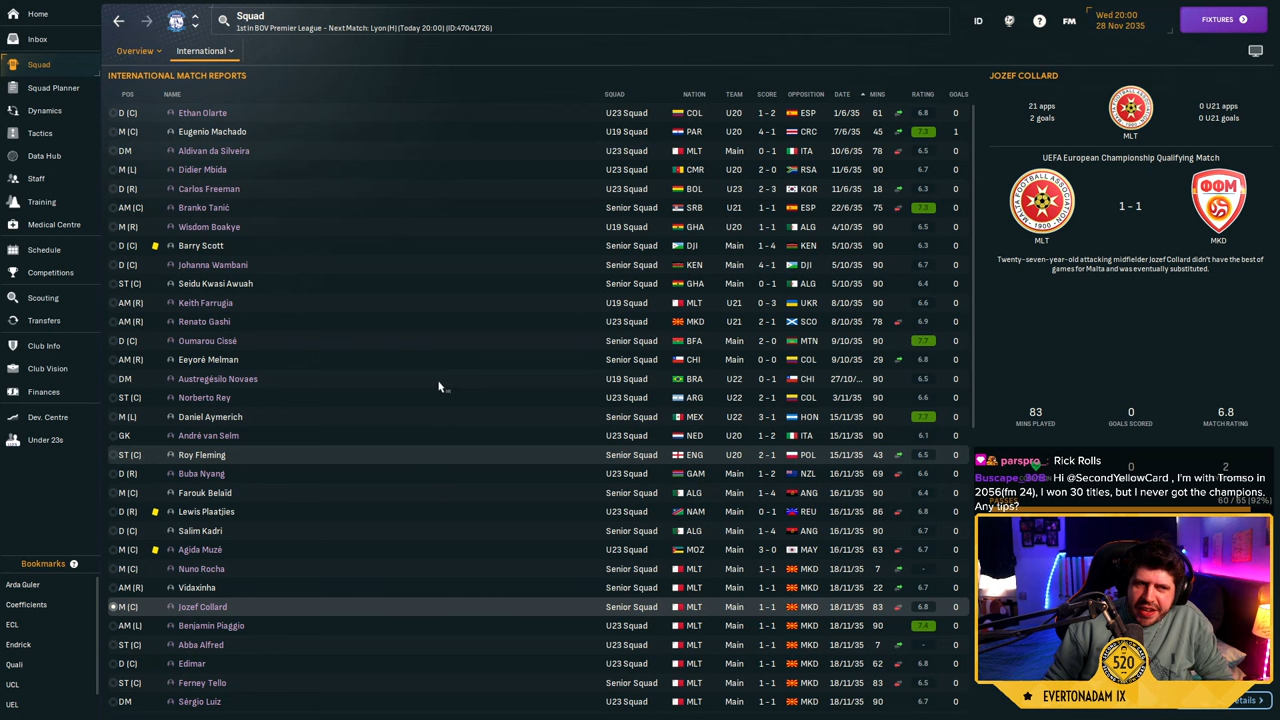 Home
Inbox
Squad
Squad Planner
Dynamics
Tactics
Data Hub
Staff
Training
Medical Centre
Schedule
Competitions
Scouting
Transfers
Club Info
Club Vision
Finances
Dev. Centre
Under 23s
Bookmarks ?
Arda Guler
Coefficients
ECL
Endrick
Quali
UCL
UEL
Squad
1st in BOV Premier League - Next Match: Lyon (H) (Today 20:00) (ID:47041726)
ID ? FM
Wed 20:00
28 Nov 2035
FIXTURES
Overview International
INTERNATIONAL MATCH REPORTS
POS NAME SQUAD NATION TEAM SCORE OPPOSITION DATE MINS RATING GOALS
D (C) Ethan Olarte U23 Squad COL U20 1 - 2 ESP 1/6/35 61 6.8 0
M (C) Eugenio Machado U19 Squad PAR U20 4 - 1 CRC 7/6/35 45 7.3 1
DM Aldivan da Silveira U23 Squad MLT Main 0 - 1 ITA 10/6/35 78 6.5 0
M (L) Didier Mbida U23 Squad CMR U20 2 - 0 RSA 11/6/35 90 6.7 0
D (R) Carlos Freeman U23 Squad BOL U23 2 - 3 KOR 11/6/35 18 6.3 0
AM (C) Branko Tanić Senior Squad SRB U21 1 - 1 ESP 22/6/35 75 7.3 0
M (R) Wisdom Boakye U19 Squad GHA U20 1 - 1 ALG 4/10/35 90 6.5 0
D (C) Barry Scott Senior Squad DJI Main 1 - 4 KEN 5/10/35 90 6.3 0
D (C) Johanna Wambani Senior Squad KEN Main 4 - 1 DJI 5/10/35 90 6.6 0
ST (C) Seidu Kwasi Awuah Senior Squad GHA Main 0 - 1 ALG 5/10/35 90 6.4 0
AM (R) Keith Farrugia U19 Squad MLT U21 0 - 3 UKR 8/10/35 90 6.6 0
AM (R) Renato Gashi U23 Squad MKD U21 2 - 1 SCO 8/10/35 78 6.9 0
D (C) Oumarou Cissé U23 Squad BFA Main 2 - 0 MTN 9/10/35 90 7.7 0
AM (R) Eeyoré Melman Senior Squad CHI Main 0 - 0 COL 9/10/35 29 6.8 0
DM Austregésilo Novaes U19 Squad BRA U22 0 - 1 CHI 27/10/... 90 6.5 0
ST (C) Norberto Rey U23 Squad ARG U22 2 - 1 COL 3/11/35 90 6.6 0
M (L) Daniel Aymerich Senior Squad MEX U22 3 - 1 HON 15/11/35 90 7.7 0
GK André van Selm U23 Squad NED U20 1 - 2 ITA 15/11/35 90 6.1 0
ST (C) Roy Fleming Senior Squad ENG U20 2 - 1 POL 15/11/35 43 6.5 0
D (R) Buba Nyang U23 Squad GAM Main 1 - 2 NZL 16/11/35 69 6.6 0
M (C) Farouk Belaïd Senior Squad ALG Main 1 - 4 ANG 16/11/35 90 6.4 0
D (R) Lewis Plaatjies U23 Squad NAM Main 0 - 1 REU 16/11/35 86 6.8 0
D (C) Salim Kadri Senior Squad ALG Main 1 - 4 ANG 16/11/35 90 6.7 0
M (C) Agida Muzé U23 Squad MOZ Main 3 - 0 MAY 16/11/35 63 6.7 0
M (C) Nuno Rocha Senior Squad MLT Main 1 - 1 MKD 18/11/35 7 - 0
AM (R) Vidaxinha U23 Squad MLT Main 1 - 1 MKD 18/11/35 22 6.7 0
M (C) Jozef Collard Senior Squad MLT Main 1 - 1 MKD 18/11/35 83 6.8 0
AM (L) Benjamin Piaggio U23 Squad MLT Main 1 - 1 MKD 18/11/35 90 7.4 0
ST (C) Abba Alfred Senior Squad MLT Main 1 - 1 MKD 18/11/35 7 - 0
D (C) Edimar U23 Squad MLT Main 1 - 1 MKD 18/11/35 62 6.8 0
ST (C) Ferney Tello Senior Squad MLT Main 1 - 1 MKD 18/11/35 83 6.5 0
DM Sérgio Luiz U23 Squad MLT Main 1 - 1 MKD 18/11/35 90 6.5 0
JOZEF COLLARD
21 apps
2 goals
MLT
0 U21 apps
0 U21 goals
UEFA European Championship Qualifying Match
1 - 1
MLT MKD
Twenty-seven-year-old attacking midfielder Jozef Collard didn't have the best of
games for Malta and was eventually substituted.
83 0 6.8
MINS PLAYED GOALS SCORED MATCH RATING
0 2
PASSES 60 / 65 (92%)
parspro_: Rick Rolls
Buscape_308: Hi @SecondYellowCard , I'm with Tromso in
2056(fm 24), I won 30 titles, but I never got the champions.
Any tips?
520
EVERTONADAM IX